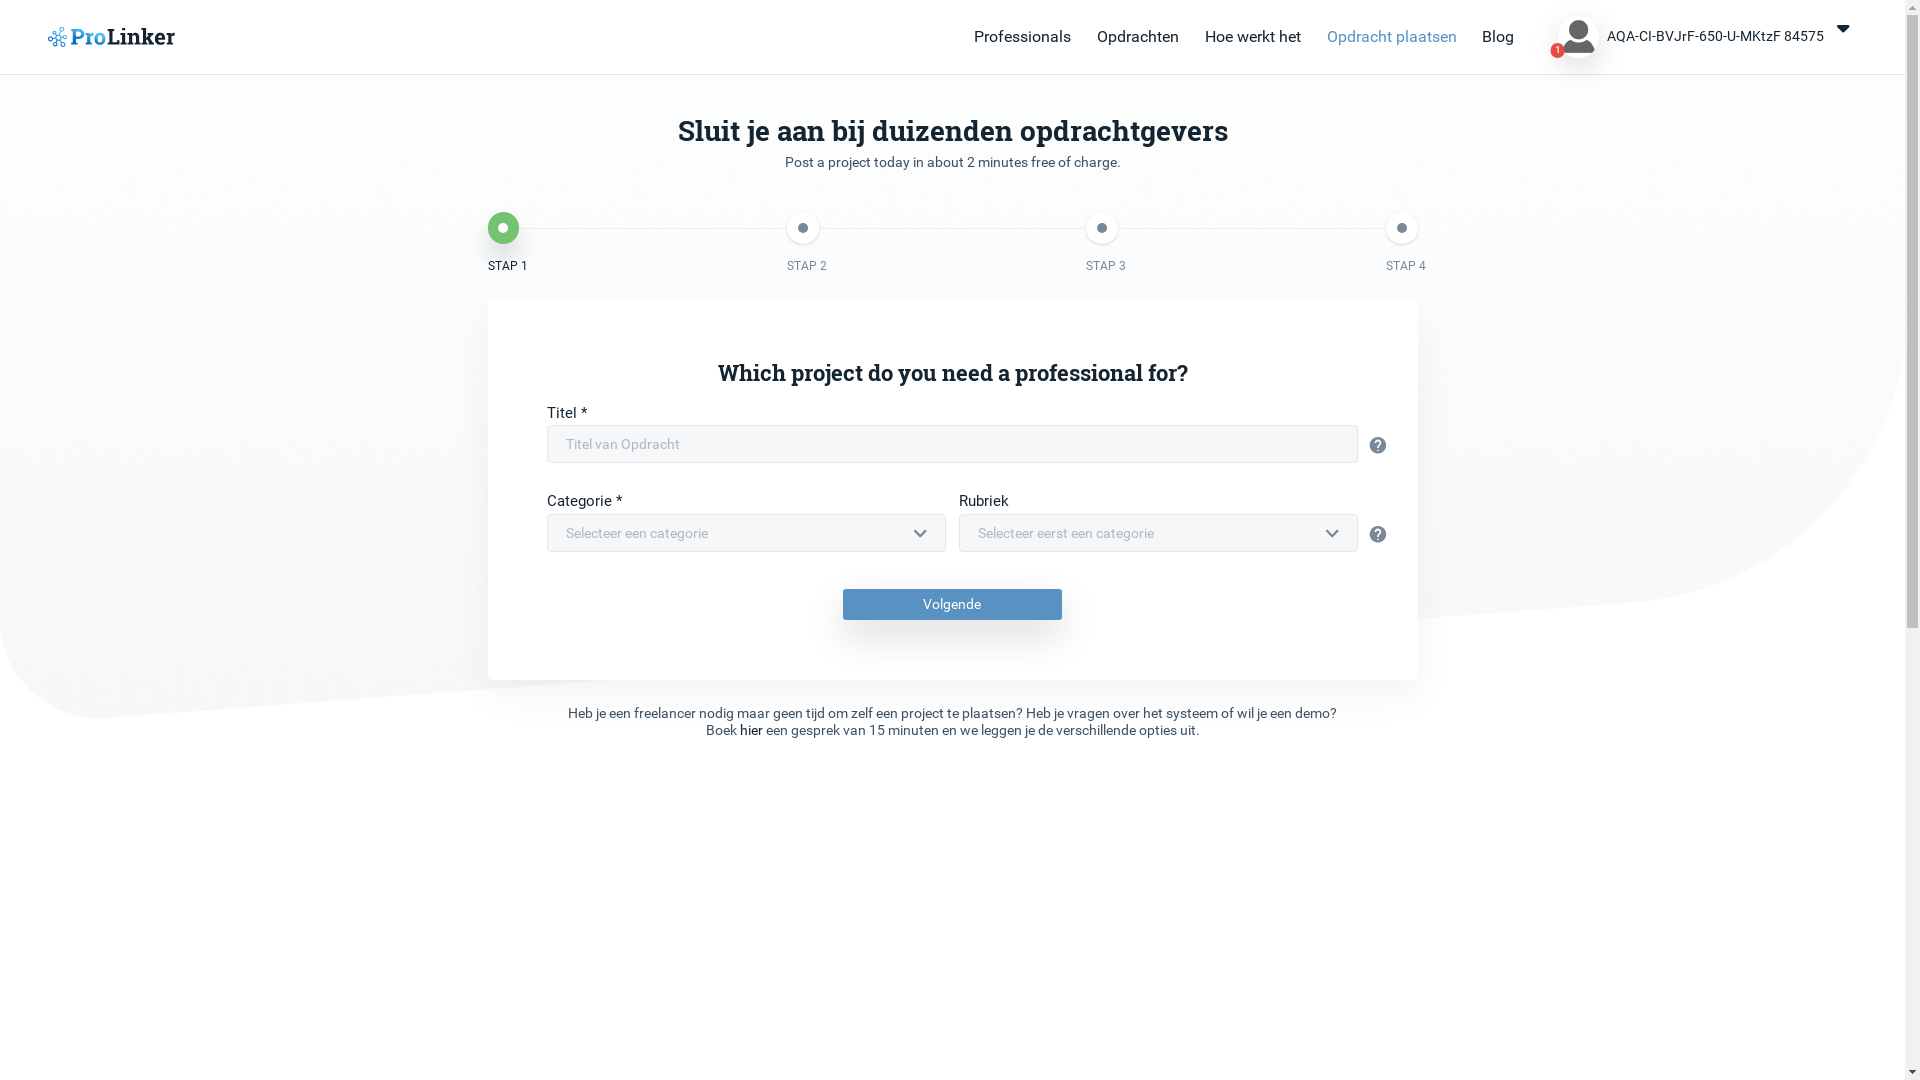 ProLinker
Professionals
Opdrachten
Hoe werkt het
Opdracht plaatsen
Blog
1
AQA-CI-BVJrF-650-U-MKtzF 84575
Sluit je aan bij duizenden opdrachtgevers
Post a project today in about 2 minutes free of charge.
STAP 1
STAP 2
STAP 3
STAP 4
Which project do you need a professional for?
Titel *
Titel van Opdracht
?
Categorie *
Rubriek
Selecteer een categorie
Selecteer eerst een categorie
?
Volgende
Heb je een freelancer nodig maar geen tijd om zelf een project te plaatsen? Heb je vragen over het systeem of wil je een demo?
Boek hier een gesprek van 15 minuten en we leggen je de verschillende opties uit.